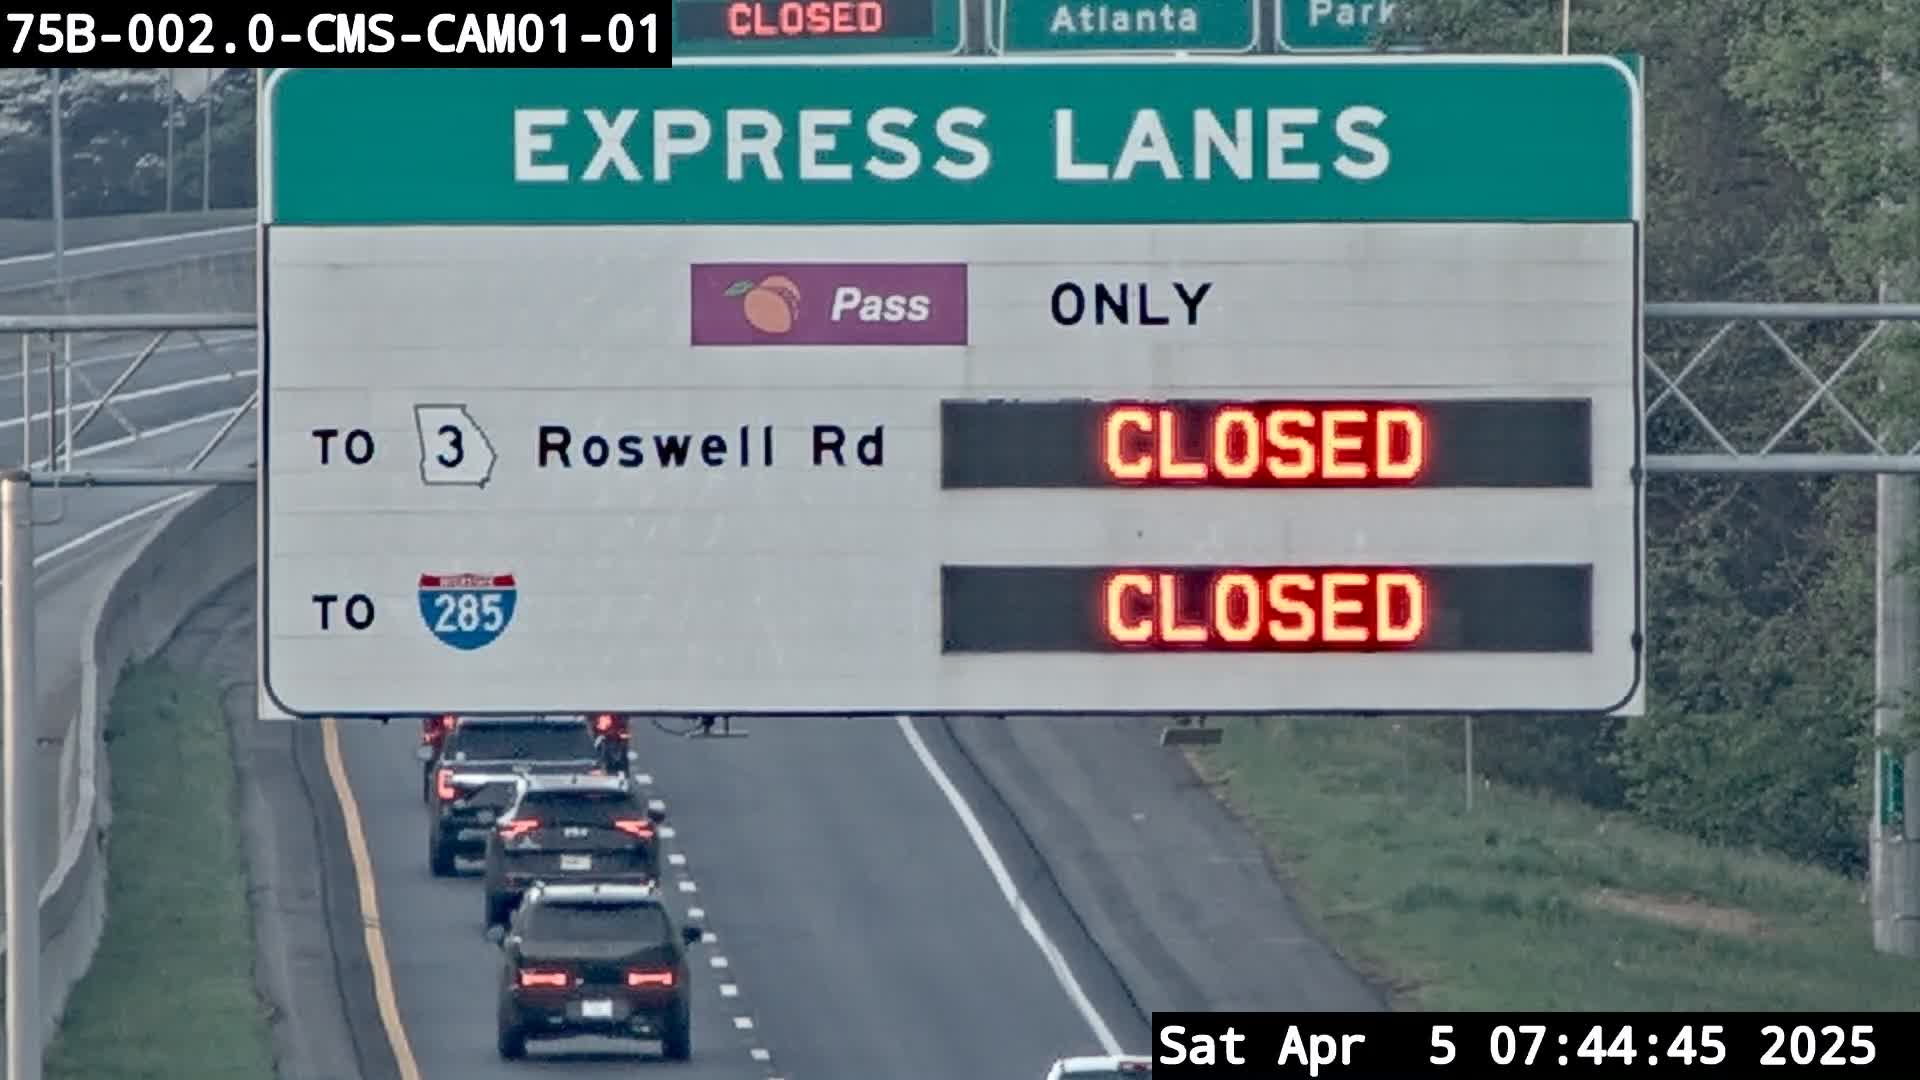 75B-002.0-CMS-CAM01-01
CLOSED
Atlanta
Park
EXPRESS LANES
Pass ONLY
TO 3 Roswell Rd CLOSED
TO INTERSTATE 285 CLOSED
Sat Apr 5 07:44:45 2025